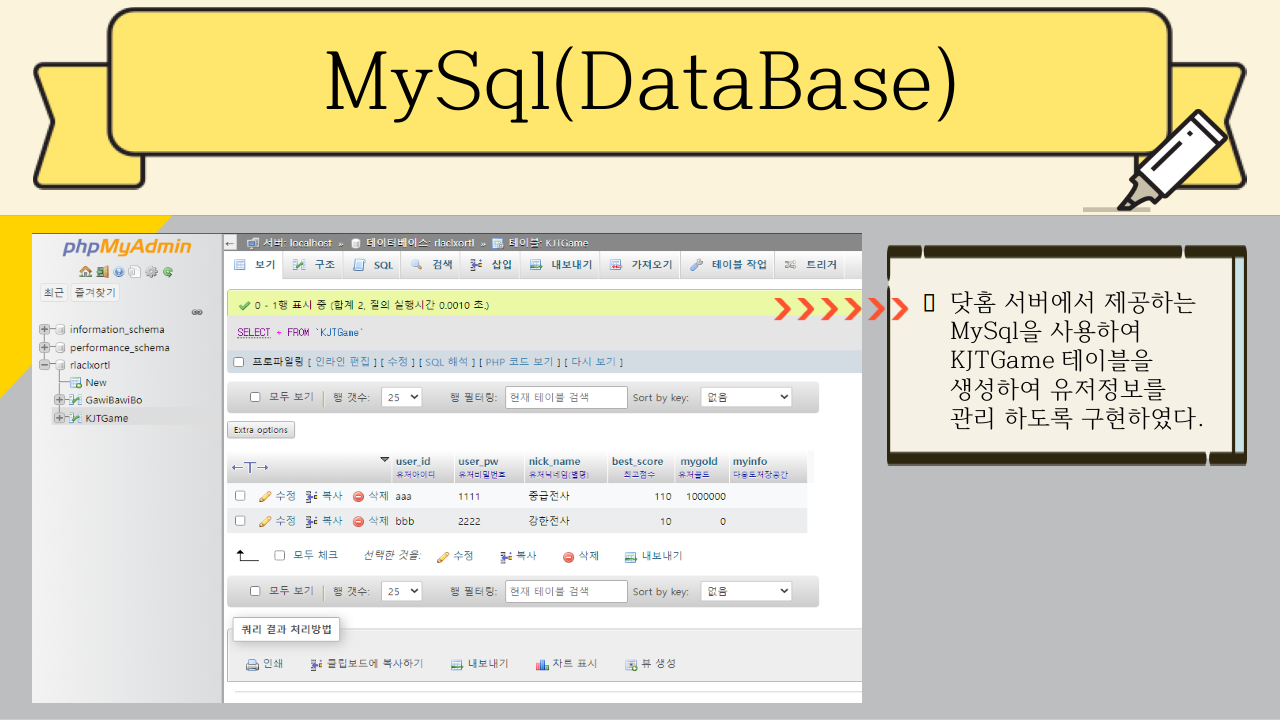 MySql(DataBase)
phpMyAdmin
최근 즐겨찾기
information_schema
performance_schema
rlaclxortl
New
GawiBawiBo
KJTGame
서버: localhost » 데이터베이스: rlaclxortl » 테이블: KJTGame
보기 구조 SQL 검색 삽입 내보내기 가져오기 권한 테이블 작업 트리거
0 - 1행 표시 중 (합계 2, 질의 실행시간 0.0010 초.)
SELECT * FROM `KJTGame`
프로파일링 [ 인라인 편집 ] [ 수정 ] [ SQL 해석 ] [ PHP 코드 보기 ] [ 다시 보기 ]
모두 보기 행 갯수: 25 행 필터링: 현재 테이블 검색 Sort by key: 없음
Extra options
←T→ user_id user_pw nick_name best_score mygold myinfo
유저아이디 유저비밀번호 유저닉네임(별명) 최고점수 유저골드 다용도저장공간
수정 복사 삭제 aaa 1111 중급전사 110 1000000
수정 복사 삭제 bbb 2222 강한전사 10 0
모두 체크 선택한 것을: 수정 복사 삭제 내보내기
모두 보기 행 갯수: 25 행 필터링: 현재 테이블 검색 Sort by key: 없음
쿼리 결과 처리방법
인쇄 클립보드에 복사하기 내보내기 차트 표시 뷰 생성
닷홈 서버에서 제공하는
MySql을 사용하여
KJTGame 테이블을
생성하여 유저정보를
관리 하도록 구현하였다.